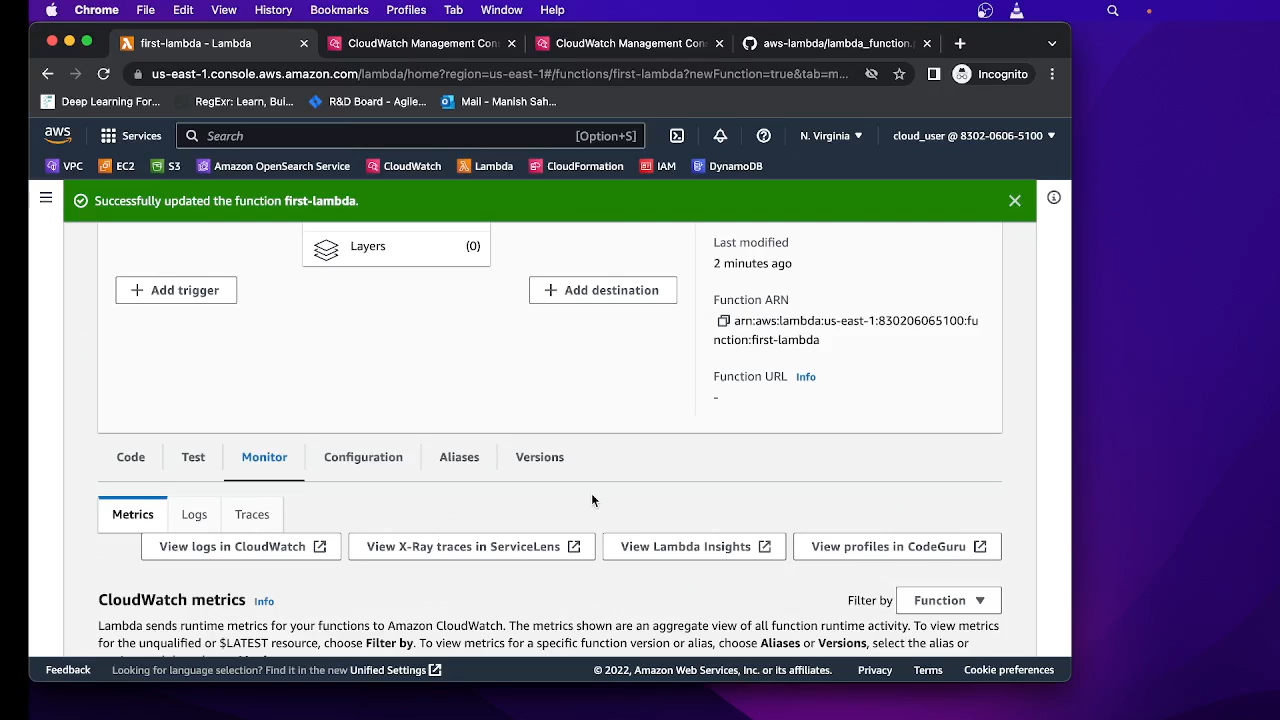 Chrome File Edit View History Bookmarks Profiles Tab Window Help
first-lambda - Lambda
CloudWatch Management Con
CloudWatch Management Con
aws-lambda/lambda_function.
us-east-1.console.aws.amazon.com/lambda/home?region=us-east-1#/functions/first-lambda?newFunction=true&tab=m...
Incognito
Deep Learning For...
RegExr: Learn, Bui...
R&D Board - Agile...
Mail - Manish Sah...
aws
Services
Search
[Option+S]
N. Virginia
cloud_user @ 8302-0606-5100
VPC
EC2
S3
Amazon OpenSearch Service
CloudWatch
Lambda
CloudFormation
IAM
DynamoDB
Successfully updated the function first-lambda.
Layers
(0)
Add trigger
Add destination
Last modified
2 minutes ago
Function ARN
arn:aws:lambda:us-east-1:830206065100:fu
nction:first-lambda
Function URL Info
-
Code
Test
Monitor
Configuration
Aliases
Versions
Metrics
Logs
Traces
View logs in CloudWatch
View X-Ray traces in ServiceLens
View Lambda Insights
View profiles in CodeGuru
CloudWatch metrics Info
Filter by
Function
Lambda sends runtime metrics for your functions to Amazon CloudWatch. The metrics shown are an aggregate view of all function runtime activity. To view metrics
for the unqualified or $LATEST resource, choose Filter by. To view metrics for a specific function version or alias, choose Aliases or Versions, select the alias or
Feedback
Looking for language selection? Find it in the new Unified Settings
© 2022, Amazon Web Services, Inc. or its affiliates.
Privacy
Terms
Cookie preferences